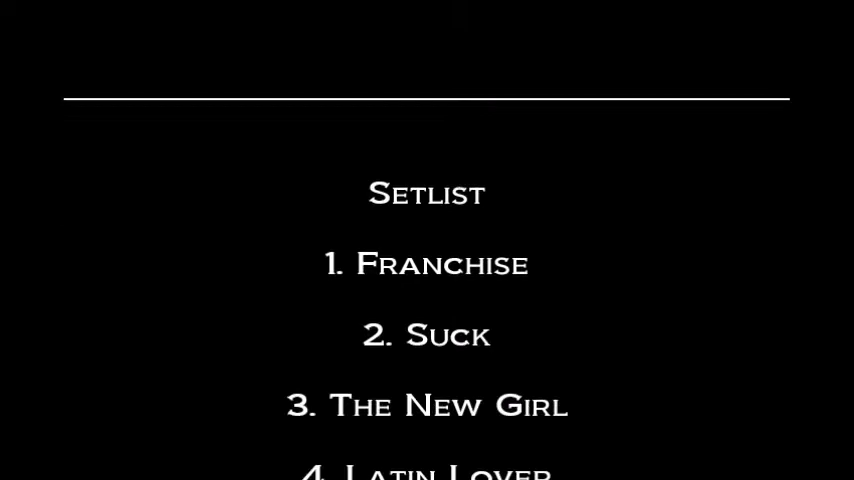 Setlist
1. Franchise
2. Suck
3. The New Girl
4. Latin Lover